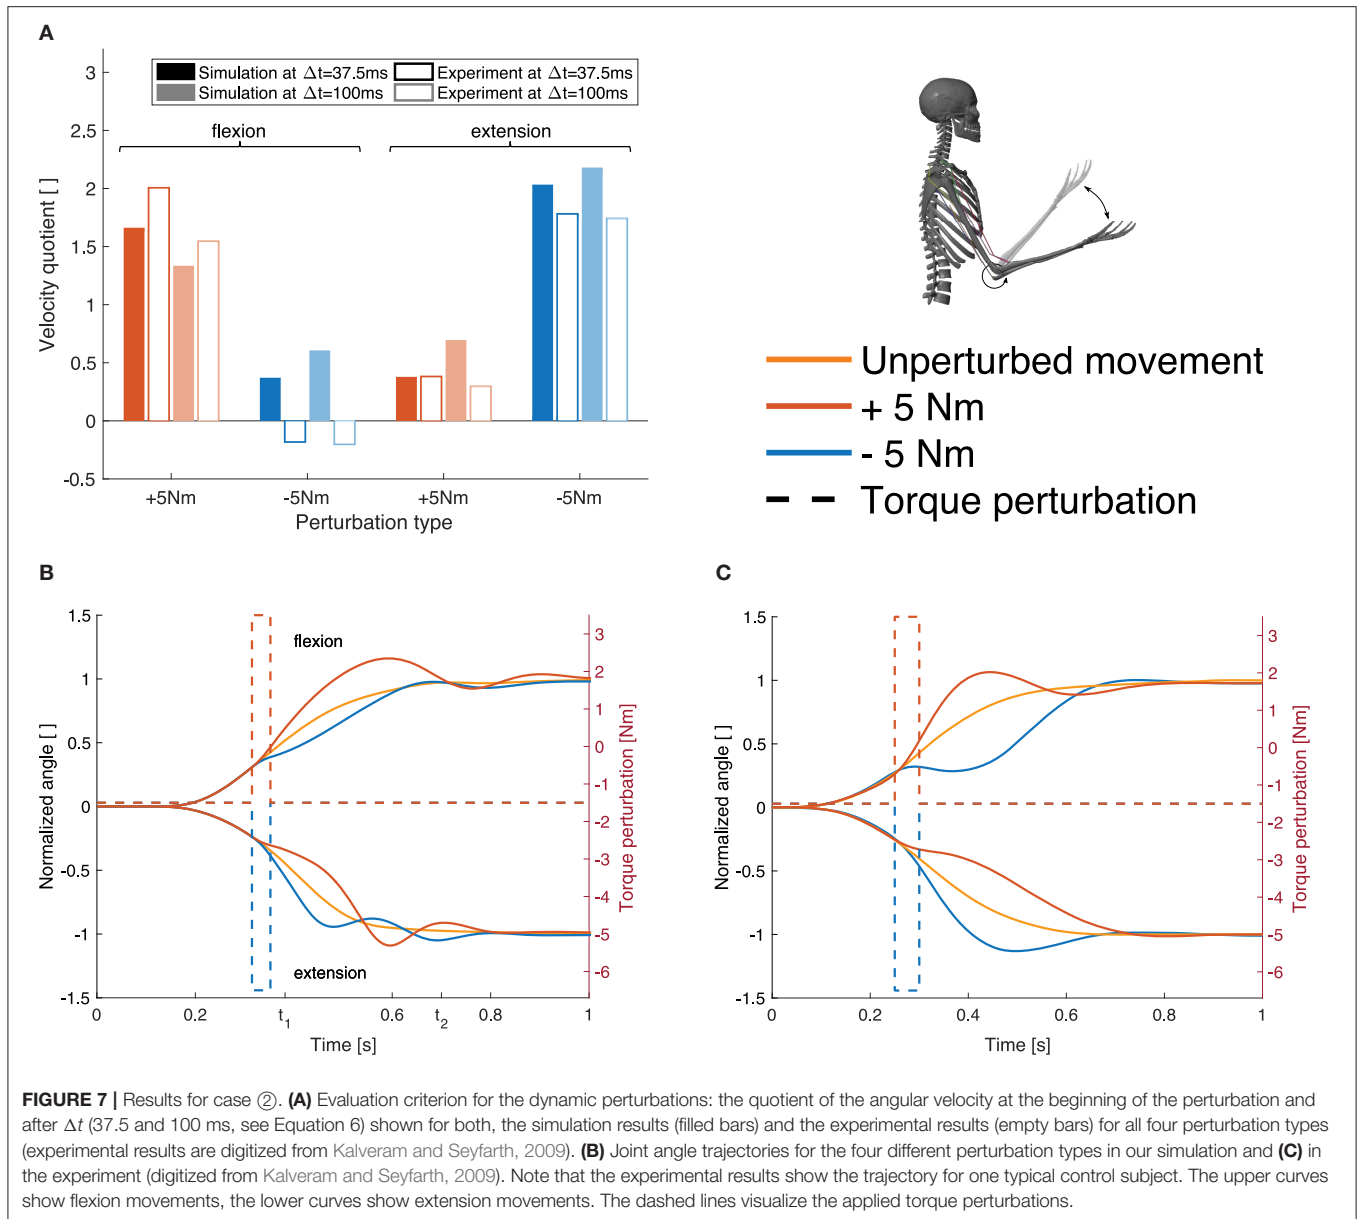 A
Simulation at Δt=37.5ms
Experiment at Δt=37.5ms
Simulation at Δt=100ms
Experiment at Δt=100ms
flexion
extension
3
2.5
2
1.5
1
0.5
0
-0.5
Velocity quotient [ ]
+5Nm
-5Nm
+5Nm
-5Nm
Perturbation type
Unperturbed movement
+ 5 Nm
- 5 Nm
Torque perturbation
B
1.5
1
0.5
0
-0.5
-1
-1.5
Normalized angle [ ]
flexion
extension
3
2
1
0
-1
-2
-3
-4
-5
-6
Torque perturbation [Nm]
0
0.2
t1
0.6
t2
0.8
1
Time [s]
C
1.5
1
0.5
0
-0.5
-1
-1.5
Normalized angle [ ]
3
2
1
0
-1
-2
-3
-4
-5
-6
Torque perturbation [Nm]
0
0.2
0.4
0.6
0.8
1
Time [s]
FIGURE 7 | Results for case ②. (A) Evaluation criterion for the dynamic perturbations: the quotient of the angular velocity at the beginning of the perturbation and
after Δt (37.5 and 100 ms, see Equation 6) shown for both, the simulation results (filled bars) and the experimental results (empty bars) for all four perturbation types
(experimental results are digitized from Kalveram and Seyfarth, 2009). (B) Joint angle trajectories for the four different perturbation types in our simulation and (C) in
the experiment (digitized from Kalveram and Seyfarth, 2009). Note that the experimental results show the trajectory for one typical control subject. The upper curves
show flexion movements, the lower curves show extension movements. The dashed lines visualize the applied torque perturbations.